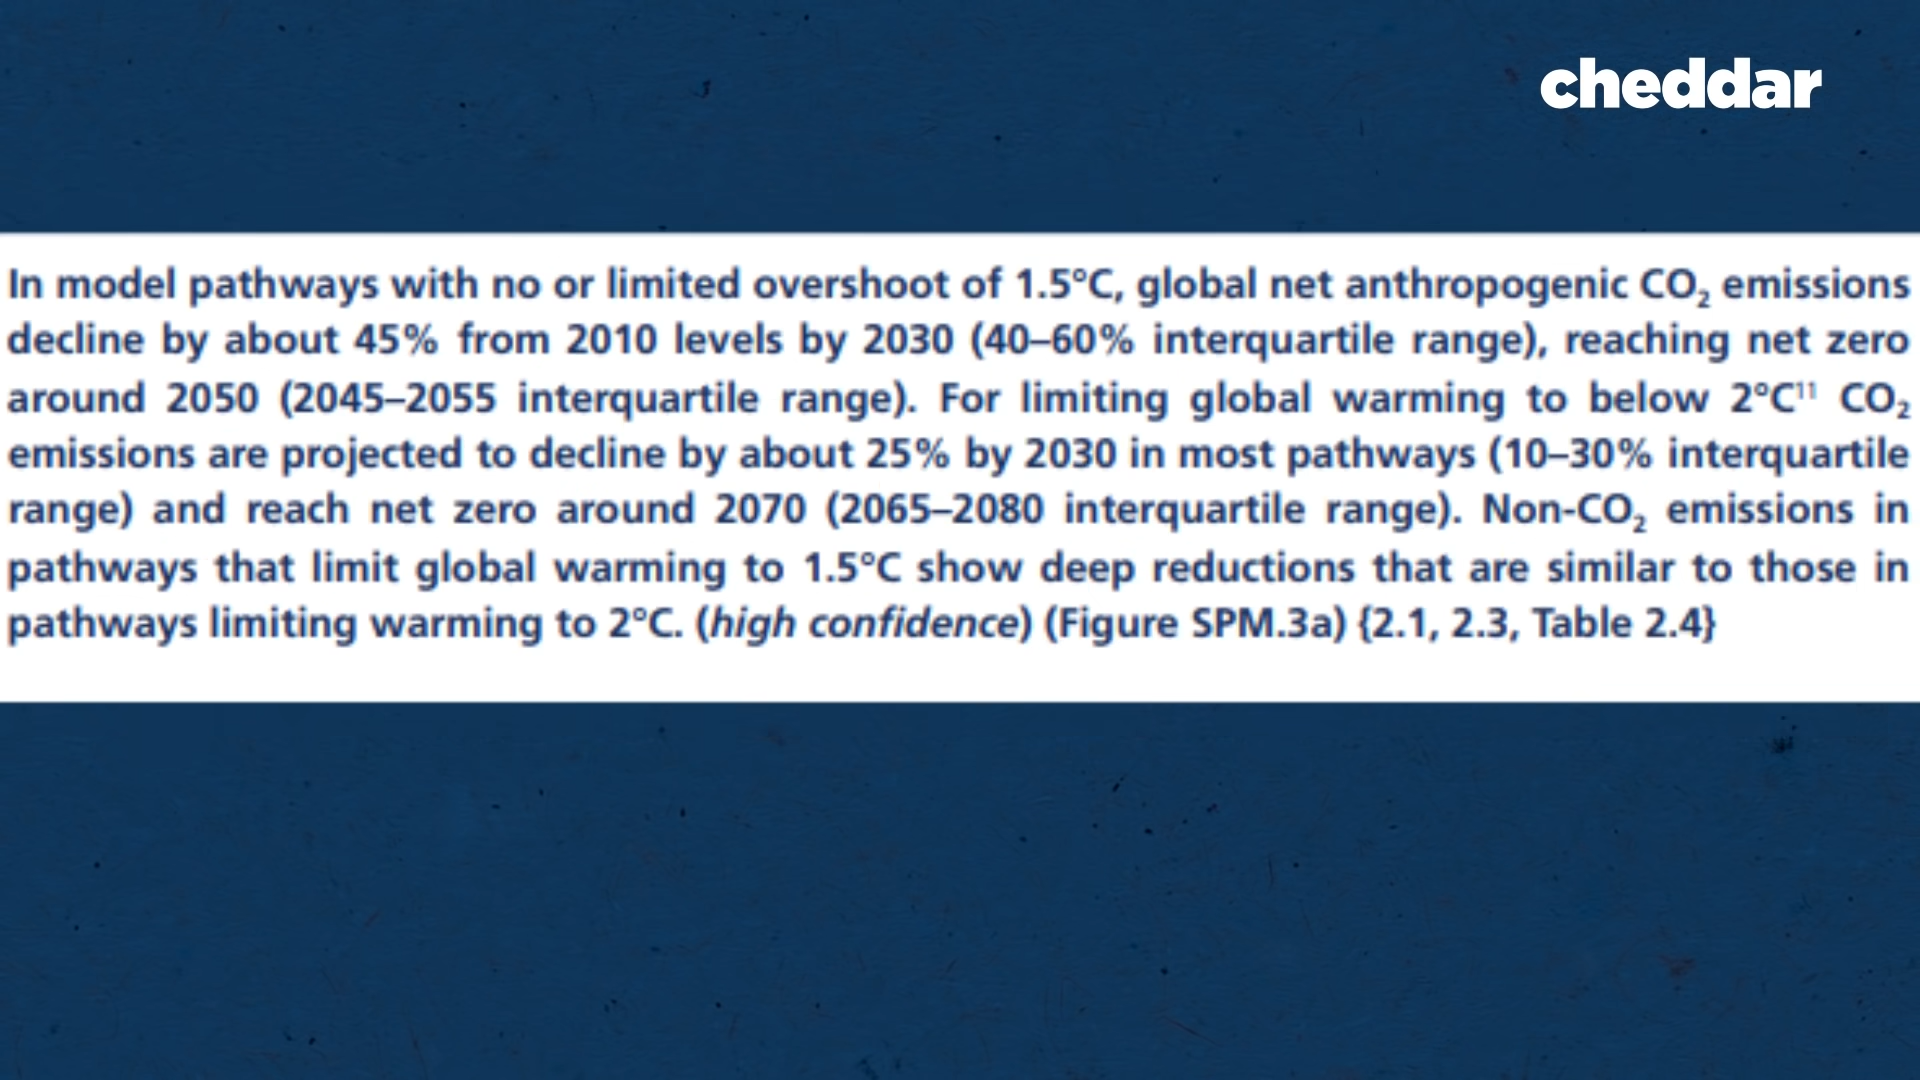 cheddar
In model pathways with no or limited overshoot of 1.5°C, global net anthropogenic CO₂ emissions
decline by about 45% from 2010 levels by 2030 (40–60% interquartile range), reaching net zero
around 2050 (2045–2055 interquartile range). For limiting global warming to below 2°C¹¹ CO₂
emissions are projected to decline by about 25% by 2030 in most pathways (10–30% interquartile
range) and reach net zero around 2070 (2065–2080 interquartile range). Non-CO₂ emissions in
pathways that limit global warming to 1.5°C show deep reductions that are similar to those in
pathways limiting warming to 2°C. (high confidence) (Figure SPM.3a) {2.1, 2.3, Table 2.4}